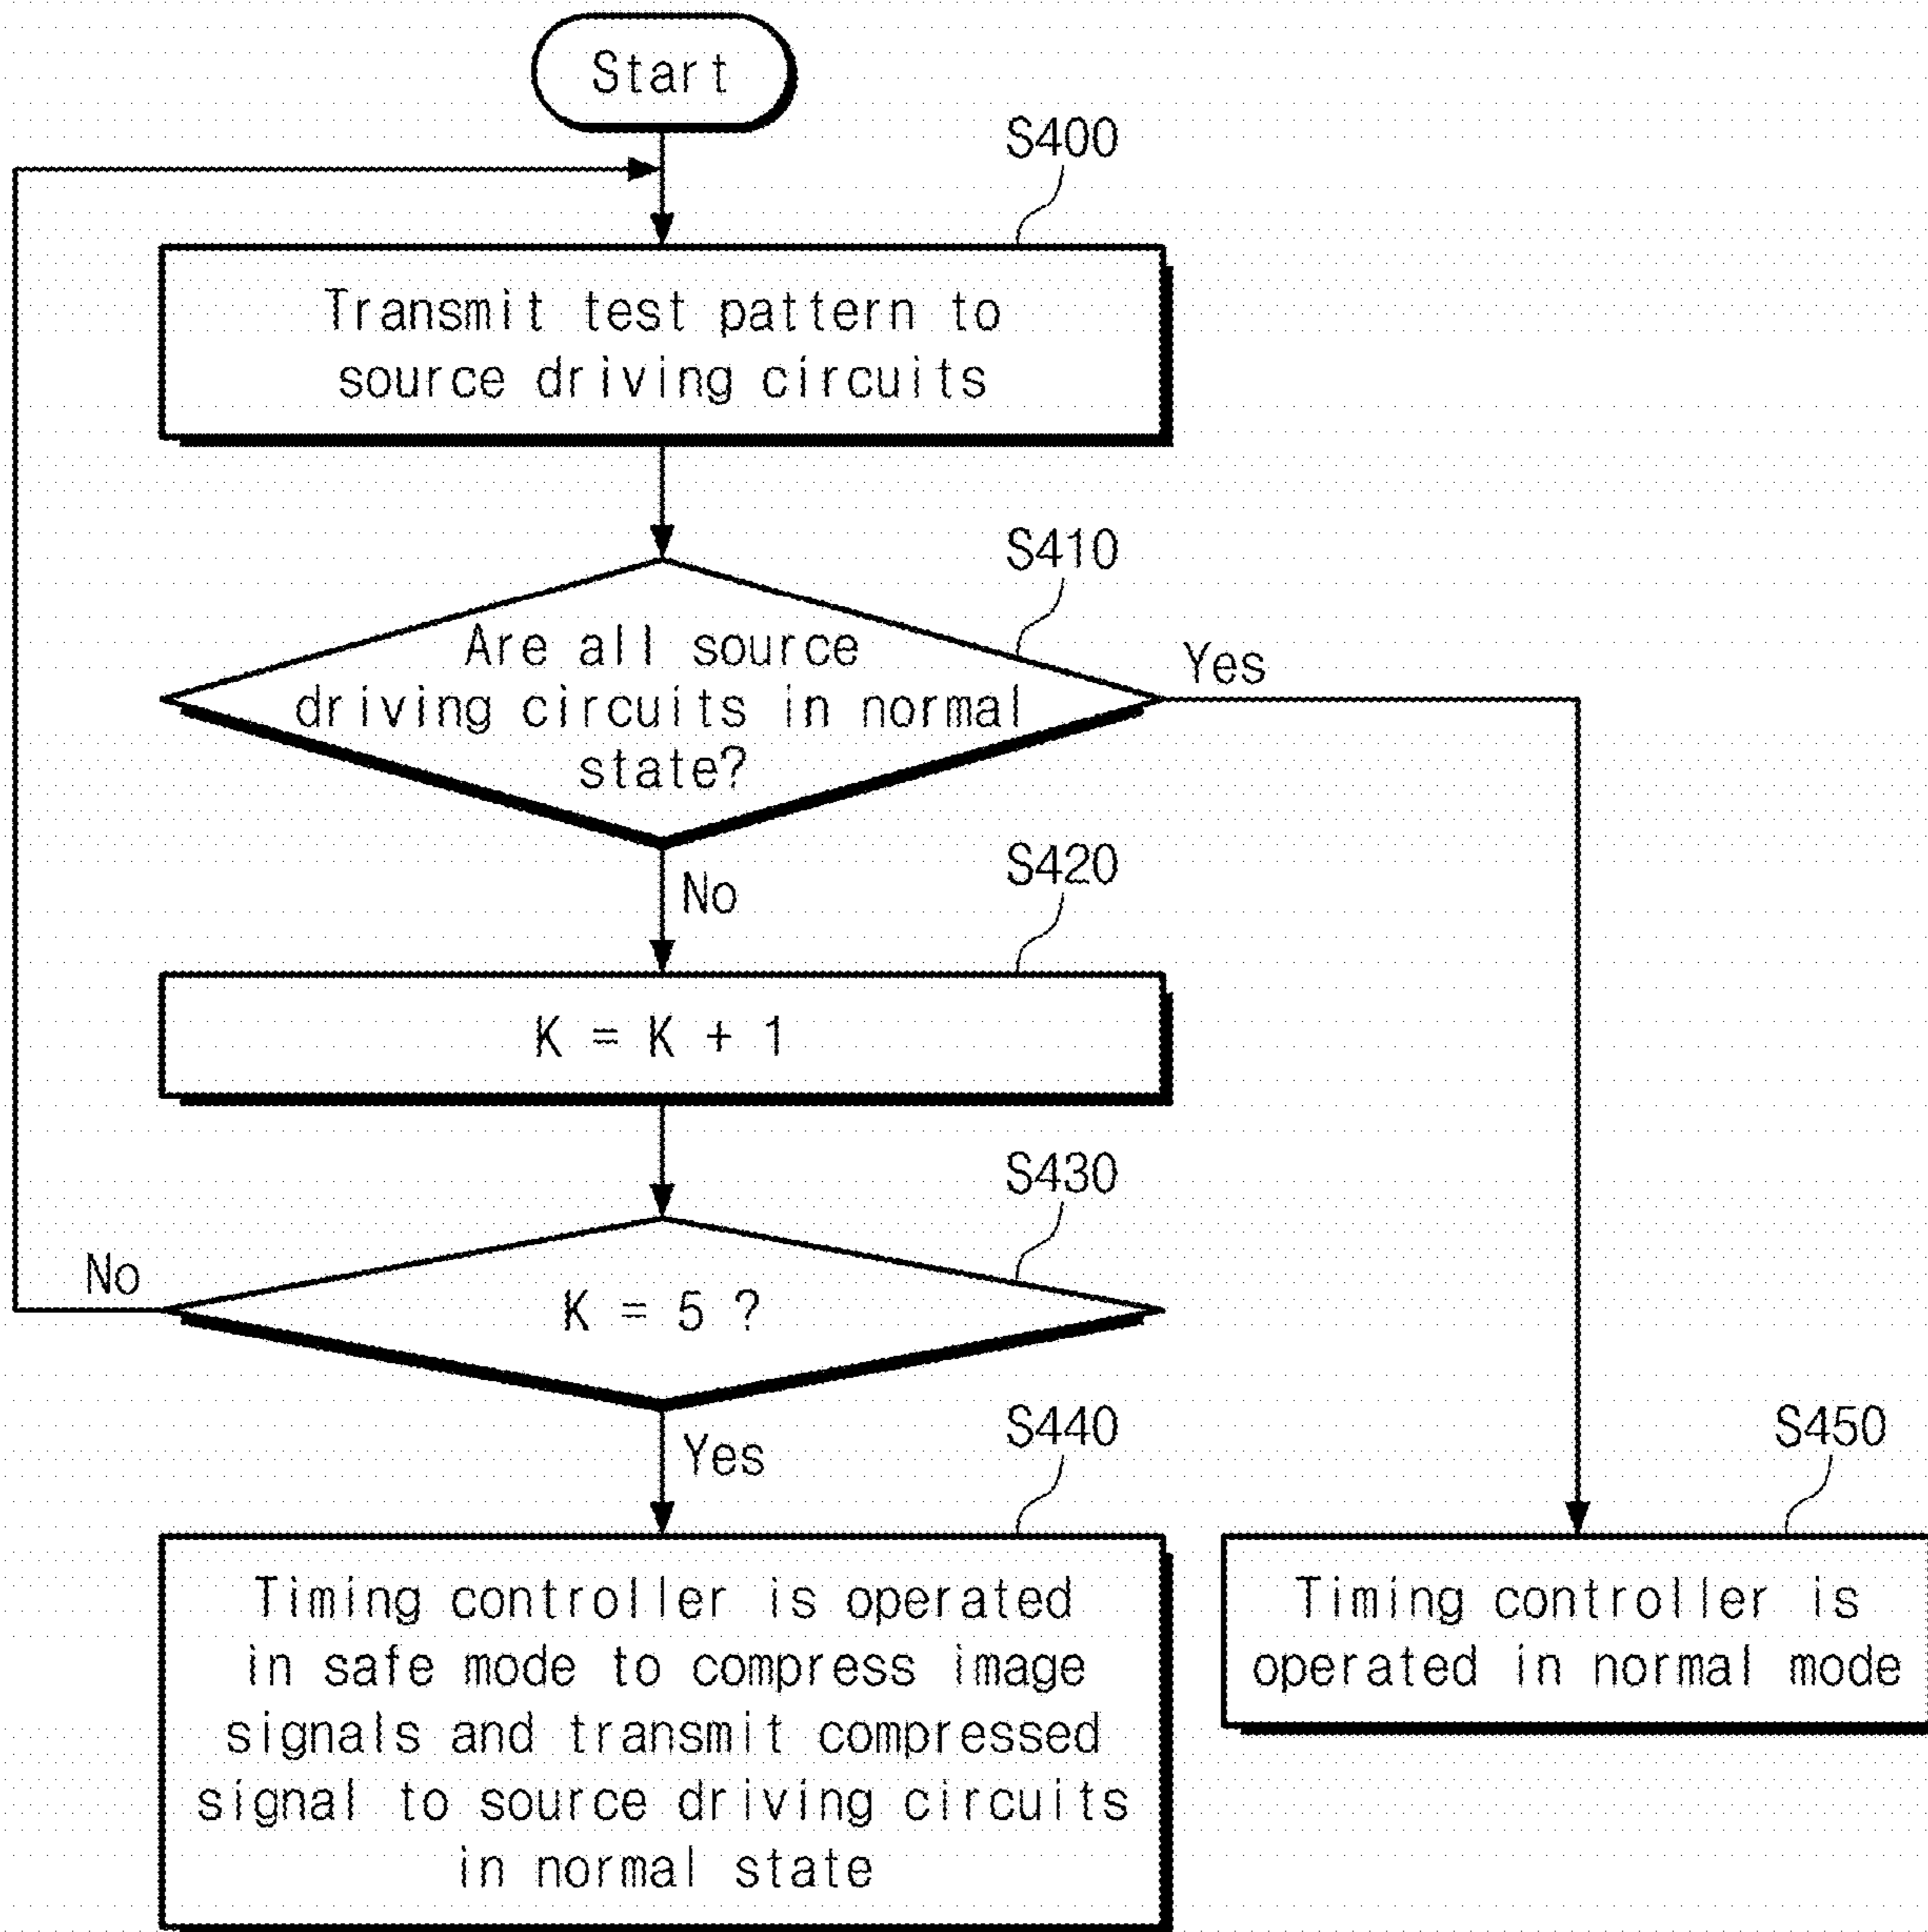 Start
S400
Transmit test pattern to
source driving circuits
S410
Are all source
driving circuits in normal
state?
Yes
No
S420
K = K + 1
S430
No
K = 5 ?
Yes
S440
Timing controller is operated
in safe mode to compress image
signals and transmit compressed
signal to source driving circuits
in normal state
S450
Timing controller is
operated in normal mode